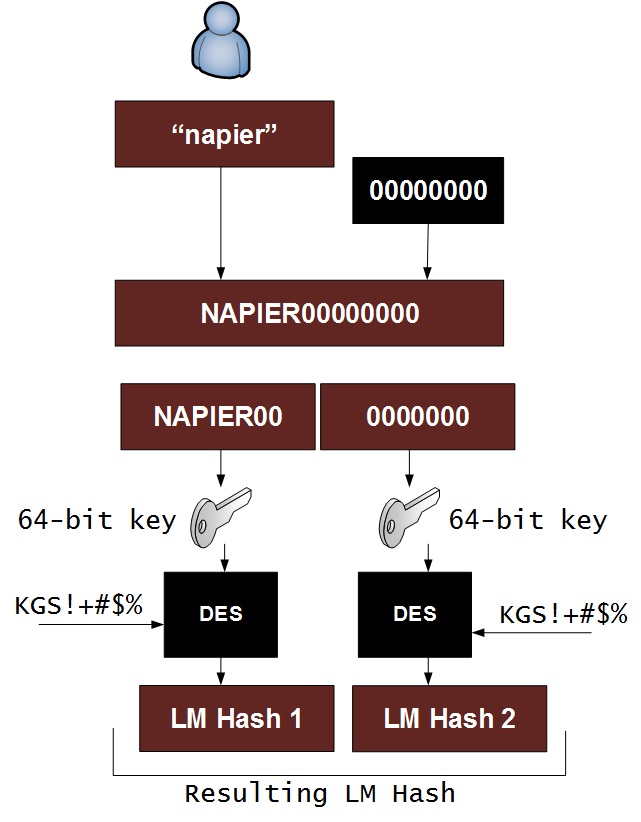 “napier”
00000000
NAPIER00000000
NAPIER00 0000000
64-bit key 64-bit key
KGS!+#$% DES DES KGS!+#$%
LM Hash 1 LM Hash 2
Resulting LM Hash